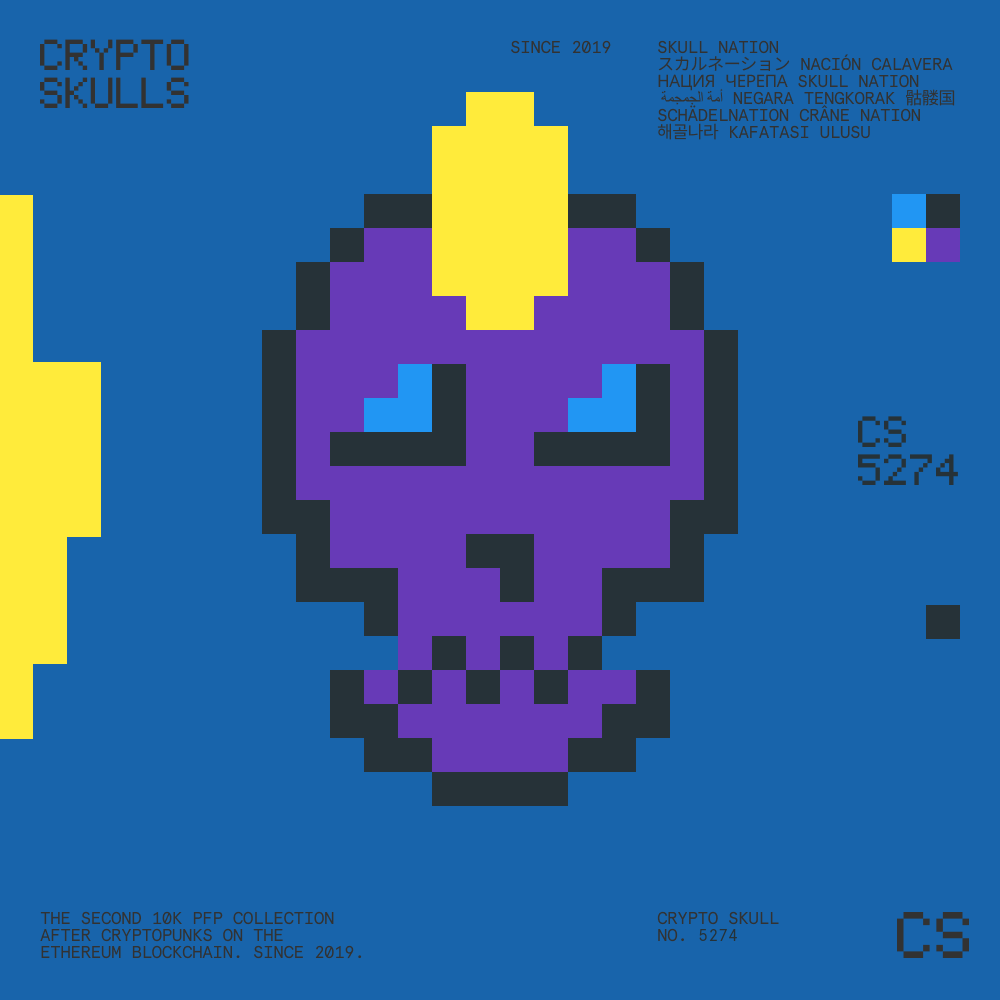 CRYPTO
SKULLS
SINCE 2019
SKULL NATION
スカルネーション NACIÓN CALAVERA
НАЦИЯ ЧЕРЕПА SKULL NATION
أمة الجمجمة NEGARA TENGKORAK 骷髅国
SCHÄDELNATION CRÂNE NATION
해골나라 KAFATASI ULUSU
CS
5274
THE SECOND 10K PFP COLLECTION
AFTER CRYPTOPUNKS ON THE
ETHEREUM BLOCKCHAIN. SINCE 2019.
CRYPTO SKULL
NO. 5274
CS